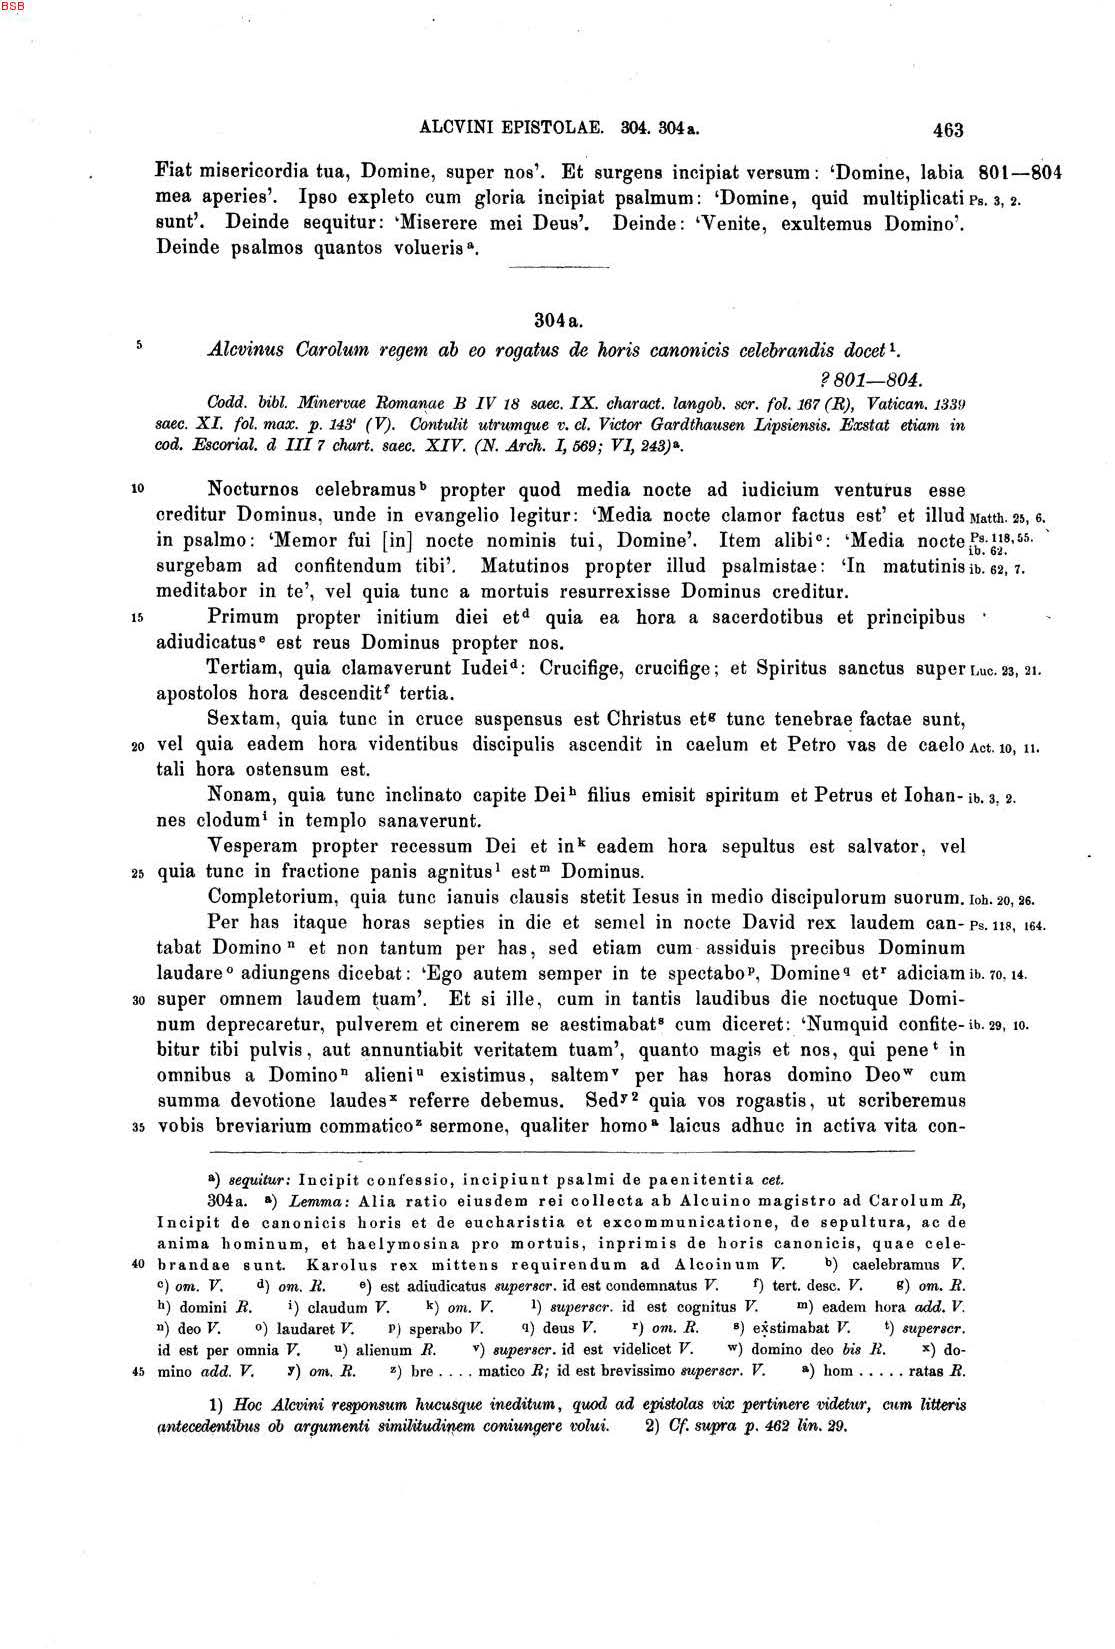 BSB
ALCVINI EPISTOLAE. 304. 304a. 463
Fiat misericordia tua, Domine, super nos’. Et surgens incipiat versum: ‘Domine, labia 801—804
mea aperies’. Ipso expleto cum gloria incipiat psalmum: ‘Domine, quid multiplicati Ps. 3, 2.
sunt’. Deinde sequitur: ‘Miserere mei Deus’. Deinde: ‘Venite, exultemus Domino’.
Deinde psalmos quantos volueris a.
304a.
5 Alcvinus Carolum regem ab eo rogatus de horis canonicis celebrandis docet 1.
? 801—804.
Codd. bibl. Minervae Romanae B IV 18 saec. IX. charact. langob. scr. fol. 167 (R), Vatican. 1339
saec. XI. fol. max. p. 143' (V). Contulit utrumque v. cl. Victor Gardthausen Lipsiensis. Exstat etiam in
cod. Escorial. d III 7 chart. saec. XIV. (N. Arch. I, 569; VI, 243)a.
10 Nocturnos celebramus b propter quod media nocte ad iudicium venturus esse
creditur Dominus, unde in evangelio legitur: ‘Media nocte clamor factus est’ et illud Matth. 25, 6.
in psalmo: ‘Memor fui [in] nocte nominis tui, Domine’. Item alibi c: ‘Media nocte Ps. 118, 55. ib. 62.
surgebam ad confitendum tibi’. Matutinos propter illud psalmistae: ‘In matutinis ib. 62, 7.
meditabor in te’, vel quia tunc a mortuis resurrexisse Dominus creditur.
15 Primum propter initium diei et d quia ea hora a sacerdotibus et principibus
adiudicatus e est reus Dominus propter nos.
Tertiam, quia clamaverunt Iudei d: Crucifige, crucifige; et Spiritus sanctus super Luc. 23, 21.
apostolos hora descendit f tertia.
Sextam, quia tunc in cruce suspensus est Christus et g tunc tenebrae factae sunt,
20 vel quia eadem hora videntibus discipulis ascendit in caelum et Petro vas de caelo Act. 10, 11.
tali hora ostensum est.
Nonam, quia tunc inclinato capite Dei h filius emisit spiritum et Petrus et Iohan- ib. 3, 2.
nes clodum i in templo sanaverunt.
Vesperam propter recessum Dei et in k eadem hora sepultus est salvator, vel
25 quia tunc in fractione panis agnitus l est m Dominus.
Completorium, quia tunc ianuis clausis stetit Iesus in medio discipulorum suorum. Ioh. 20, 26.
Per has itaque horas septies in die et semel in nocte David rex laudem can- Ps. 118, 164.
tabat Domino n et non tantum per has, sed etiam cum assiduis precibus Dominum
laudare o adiungens dicebat: ‘Ego autem semper in te spectabo p, Domine q et r adiciam ib. 70, 14.
30 super omnem laudem tuam’. Et si ille, cum in tantis laudibus die noctuque Domi-
num deprecaretur, pulverem et cinerem se aestimabat s cum diceret: ‘Numquid confite- ib. 29, 10.
bitur tibi pulvis, aut annuntiabit veritatem tuam’, quanto magis et nos, qui pene t in
omnibus a Domino n alieni u existimus, saltem v per has horas domino Deo w cum
summa devotione laudes x referre debemus. Sed y 2 quia vos rogastis, ut scriberemus
35 vobis breviarium commatico z sermone, qualiter homo a laicus adhuc in activa vita con-
a) sequitur: Incipit confessio, incipiunt psalmi de paenitentia cet.
304a. a) Lemma: Alia ratio eiusdem rei collecta ab Alcuino magistro ad Carolum R,
Incipit de canonicis horis et de eucharistia et excommunicatione, de sepultura, ac de
anima hominum, et haelymosina pro mortuis, inprimis de horis canonicis, quae cele-
40 brandae sunt. Karolus rex mittens requirendum ad Alcoinum V. b) caelebramus V.
c) om. V. d) om. R. e) est adiudicatus superscr. id est condemnatus V. f) tert. desc. V. g) om. R.
h) domini R. i) claudum V. k) om. V. l) superscr. id est cognitus V. m) eadem hora add. V.
n) deo V. o) laudaret V. p) sperabo V. q) deus V. r) om. R. s) exstimabat V. t) superscr.
id est per omnia V. u) alienum R. v) superscr. id est videlicet V. w) domino deo bis R. x) do-
45 mino add. V. y) om. R. z) bre . . . . matico R; id est brevissimo superscr. V. a) hom . . . . . ratas R.
1) Hoc Alcvini responsum hucusque ineditum, quod ad epistolas vix pertinere videtur, cum litteris
antecedentibus ob argumenti similitudinem coniungere volui. 2) Cf. supra p. 462 lin. 29.